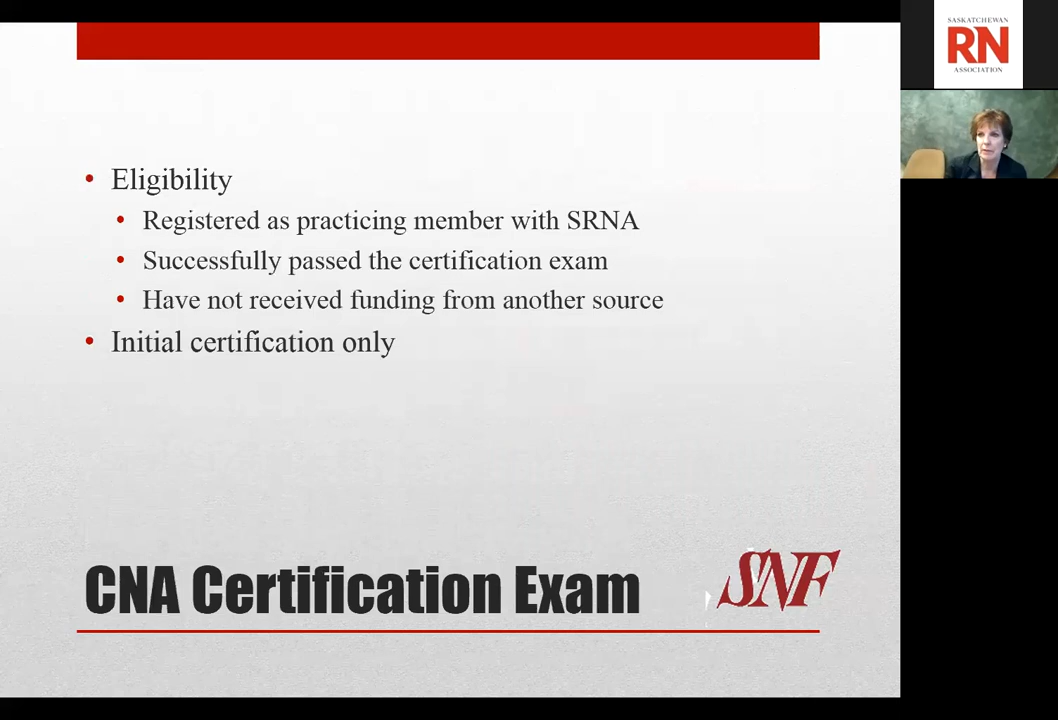 SASKATCHEWAN
RN
ASSOCIATION
• Eligibility
• Registered as practicing member with SRNA
• Successfully passed the certification exam
• Have not received funding from another source
• Initial certification only
CNA Certification Exam
SNF